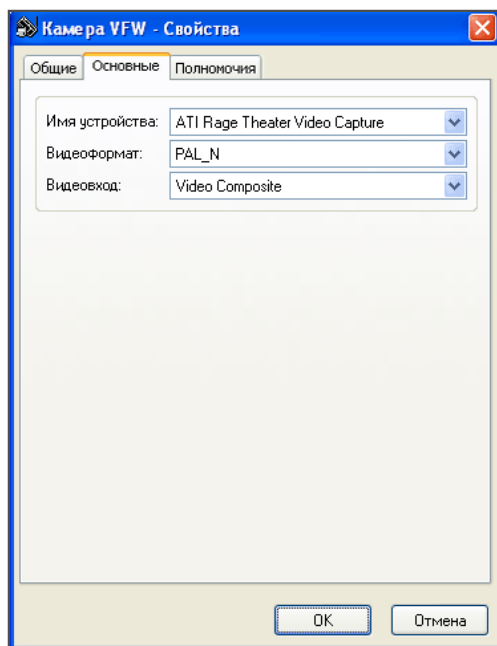 Камера VFW - Свойства
Общие Основные Полномочия
Имя устройства: ATI Rage Theater Video Capture
Видеоформат: PAL_N
Видеовход: Video Composite
OK Отмена